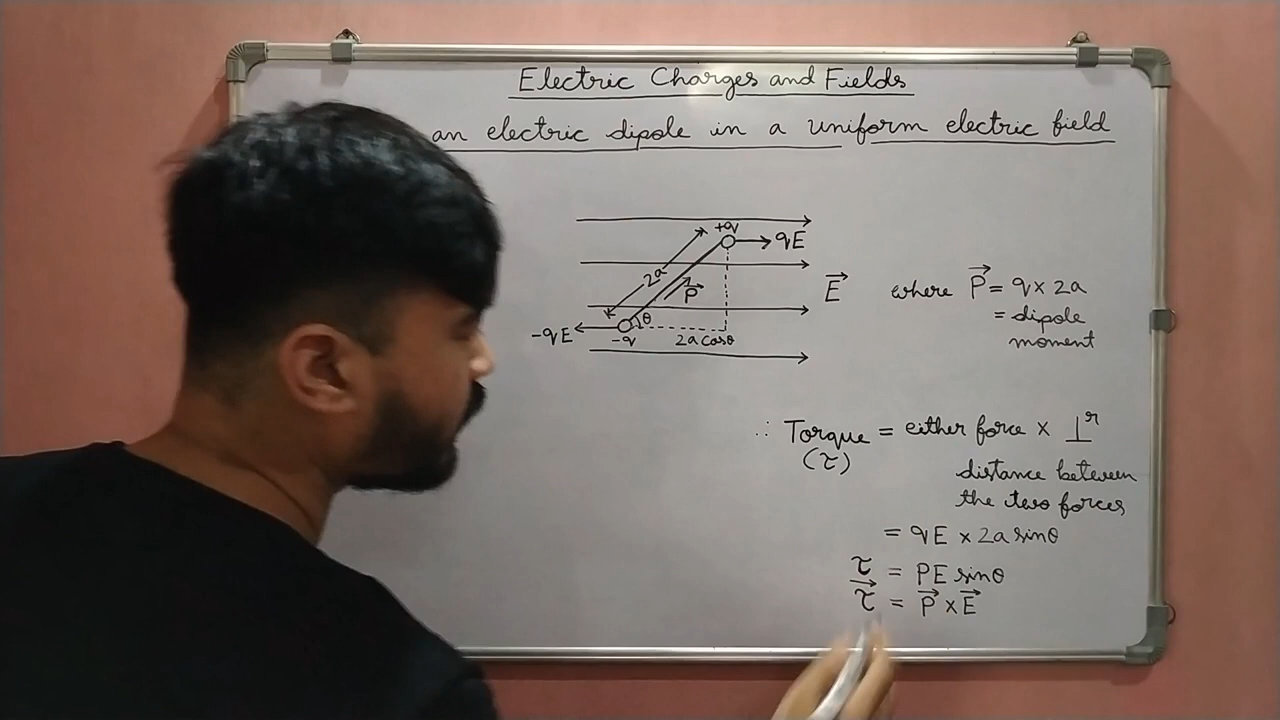 Electric Charges and Fields
an electric dipole in a uniform electric field
+q
qE
2a
P⃗
E⃗
θ
-qE
-q
2a cosθ
where P⃗ = q × 2a
= dipole
moment
∴ Torque = either force × ⊥ʳ
(τ)
distance between
the two forces
= qE × 2a sinθ
τ = PE sinθ
τ⃗ = P⃗ × E⃗